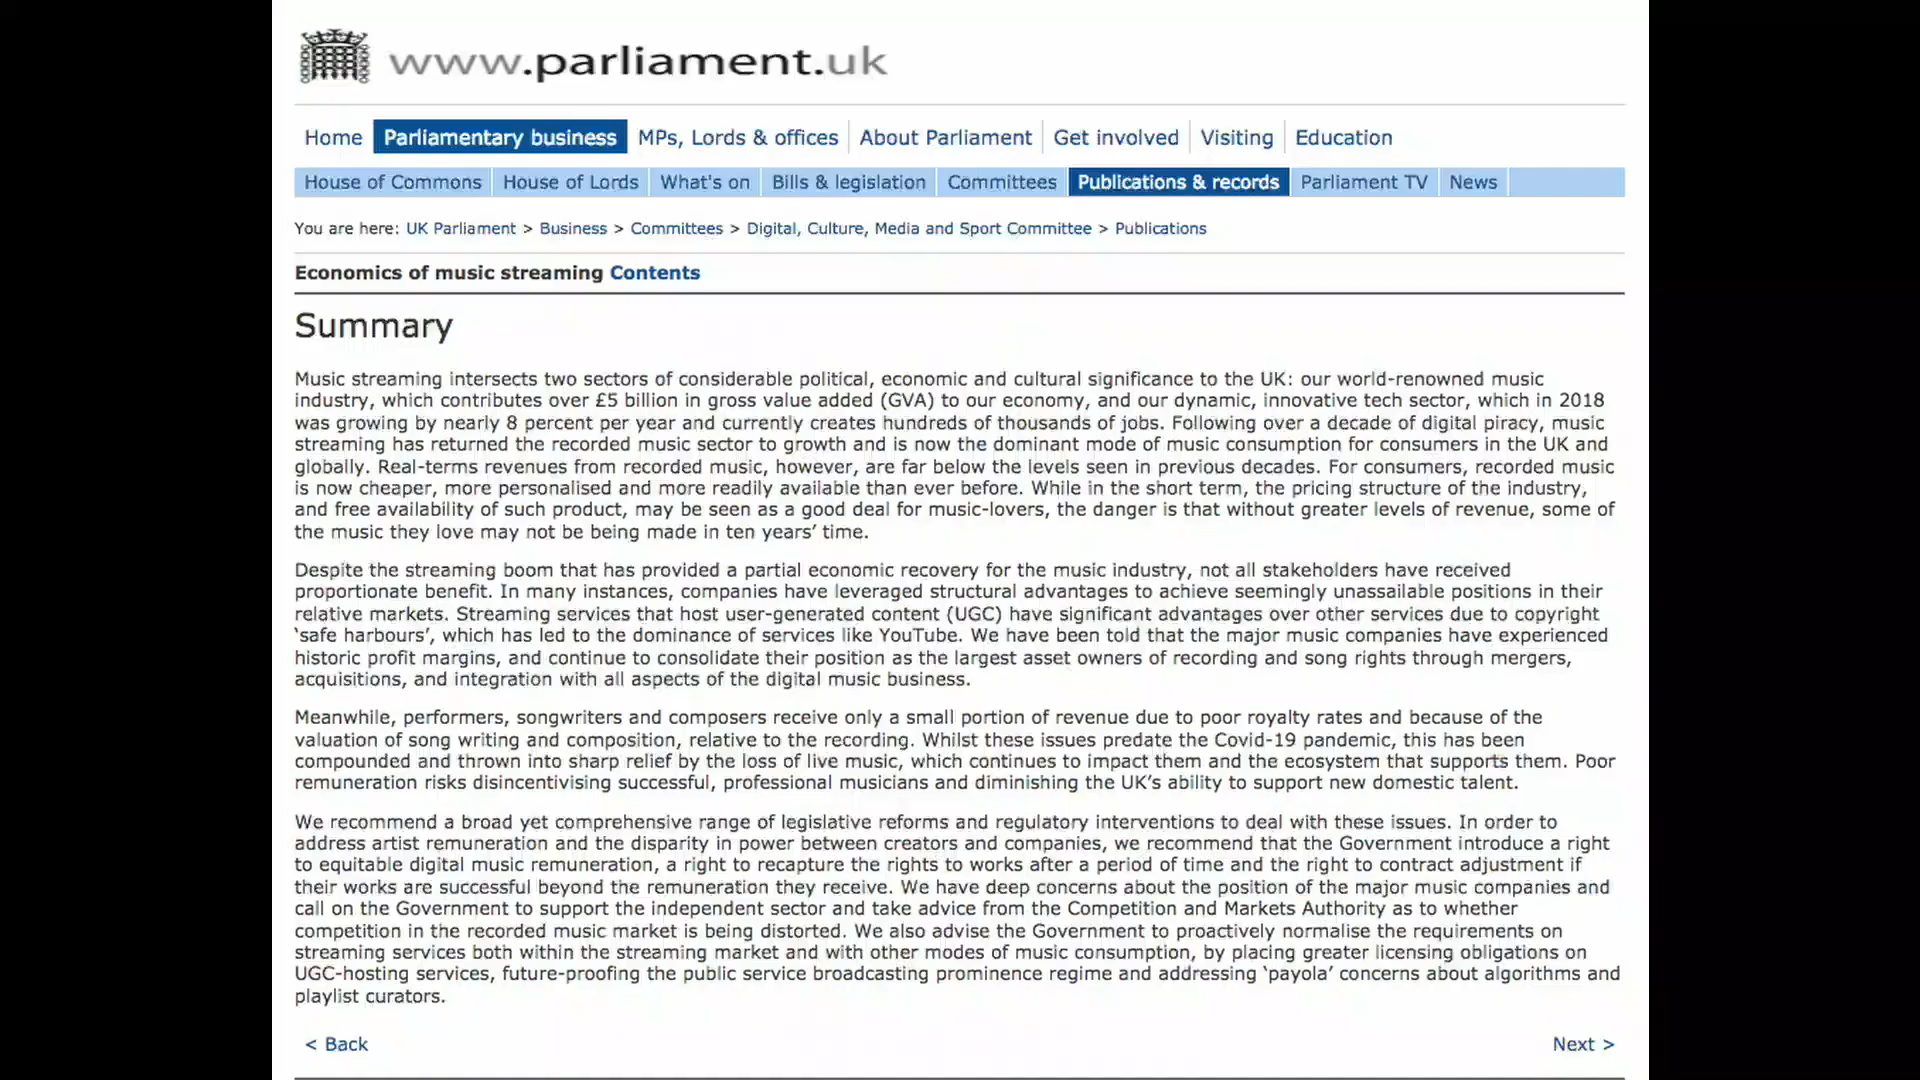 www.parliament.uk
Home Parliamentary business MPs, Lords & offices About Parliament Get involved Visiting Education
House of Commons House of Lords What's on Bills & legislation Committees Publications & records Parliament TV News
You are here: UK Parliament > Business > Committees > Digital, Culture, Media and Sport Committee > Publications
Economics of music streaming Contents
Summary
Music streaming intersects two sectors of considerable political, economic and cultural significance to the UK: our world-renowned music
industry, which contributes over £5 billion in gross value added (GVA) to our economy, and our dynamic, innovative tech sector, which in 2018
was growing by nearly 8 percent per year and currently creates hundreds of thousands of jobs. Following over a decade of digital piracy, music
streaming has returned the recorded music sector to growth and is now the dominant mode of music consumption for consumers in the UK and
globally. Real-terms revenues from recorded music, however, are far below the levels seen in previous decades. For consumers, recorded music
is now cheaper, more personalised and more readily available than ever before. While in the short term, the pricing structure of the industry,
and free availability of such product, may be seen as a good deal for music-lovers, the danger is that without greater levels of revenue, some of
the music they love may not be being made in ten years’ time.
Despite the streaming boom that has provided a partial economic recovery for the music industry, not all stakeholders have received
proportionate benefit. In many instances, companies have leveraged structural advantages to achieve seemingly unassailable positions in their
relative markets. Streaming services that host user-generated content (UGC) have significant advantages over other services due to copyright
‘safe harbours’, which has led to the dominance of services like YouTube. We have been told that the major music companies have experienced
historic profit margins, and continue to consolidate their position as the largest asset owners of recording and song rights through mergers,
acquisitions, and integration with all aspects of the digital music business.
Meanwhile, performers, songwriters and composers receive only a small portion of revenue due to poor royalty rates and because of the
valuation of song writing and composition, relative to the recording. Whilst these issues predate the Covid-19 pandemic, this has been
compounded and thrown into sharp relief by the loss of live music, which continues to impact them and the ecosystem that supports them. Poor
remuneration risks disincentivising successful, professional musicians and diminishing the UK’s ability to support new domestic talent.
We recommend a broad yet comprehensive range of legislative reforms and regulatory interventions to deal with these issues. In order to
address artist remuneration and the disparity in power between creators and companies, we recommend that the Government introduce a right
to equitable digital music remuneration, a right to recapture the rights to works after a period of time and the right to contract adjustment if
their works are successful beyond the remuneration they receive. We have deep concerns about the position of the major music companies and
call on the Government to support the independent sector and take advice from the Competition and Markets Authority as to whether
competition in the recorded music market is being distorted. We also advise the Government to proactively normalise the requirements on
streaming services both within the streaming market and with other modes of music consumption, by placing greater licensing obligations on
UGC-hosting services, future-proofing the public service broadcasting prominence regime and addressing ‘payola’ concerns about algorithms and
playlist curators.
< Back Next >